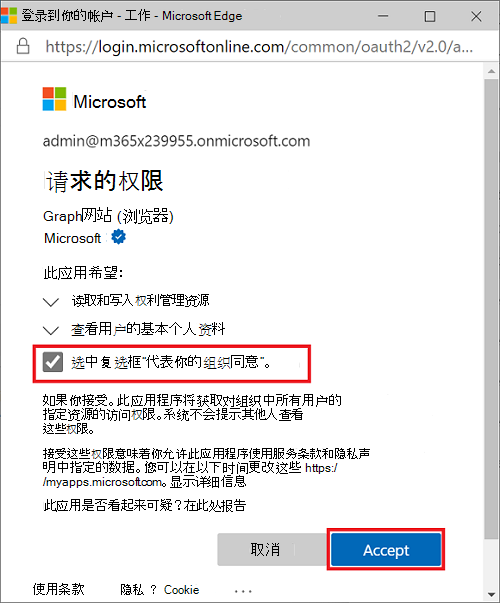 登录到你的帐户 - 工作 - Microsoft Edge
https://login.microsoftonline.com/common/oauth2/v2.0/a...
Microsoft
admin@m365x239955.onmicrosoft.com
请求的权限
Graph网站 (浏览器)
Microsoft
此应用希望：
读取和写入权利管理资源
查看用户的基本个人资料
选中复选框"代表你的组织同意"。
如果你接受。此应用程序将获取对组织中所有用户的
指定资源的访问权限。系统不会提示其他人查看
这些权限。
接受这些权限意味着你允许此应用程序使用服务条款和隐私声
明中指定的数据。您可以在以下时间更改这些 https:/
/myapps.microsoft.com。显示详细信息
此应用是否看起来可疑？在此处报告
取消
Accept
使用条款 隐私 ? Cookie ...